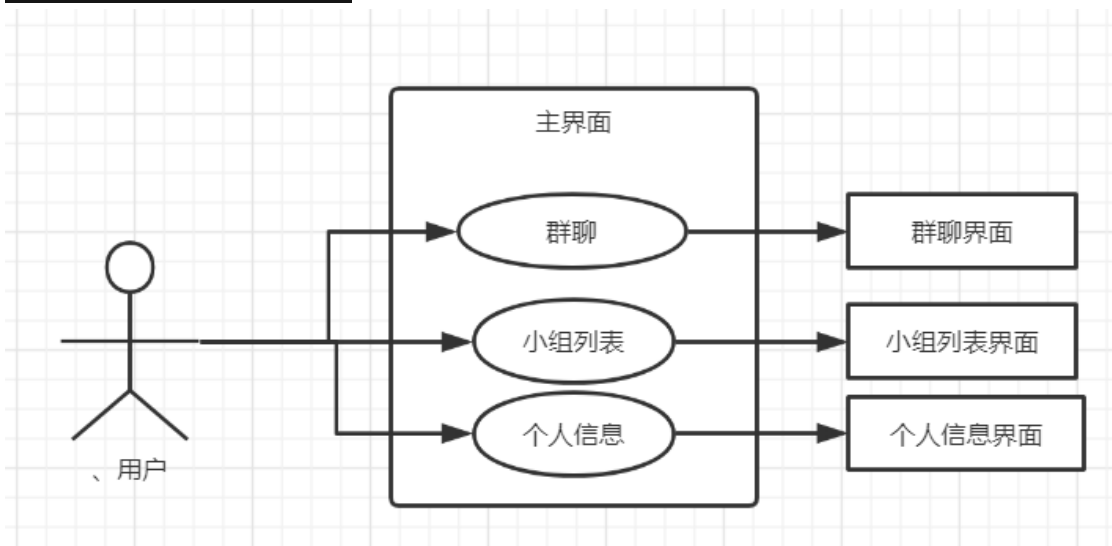 主界面
群聊
群聊界面
小组列表
小组列表界面
个人信息
个人信息界面
、用户